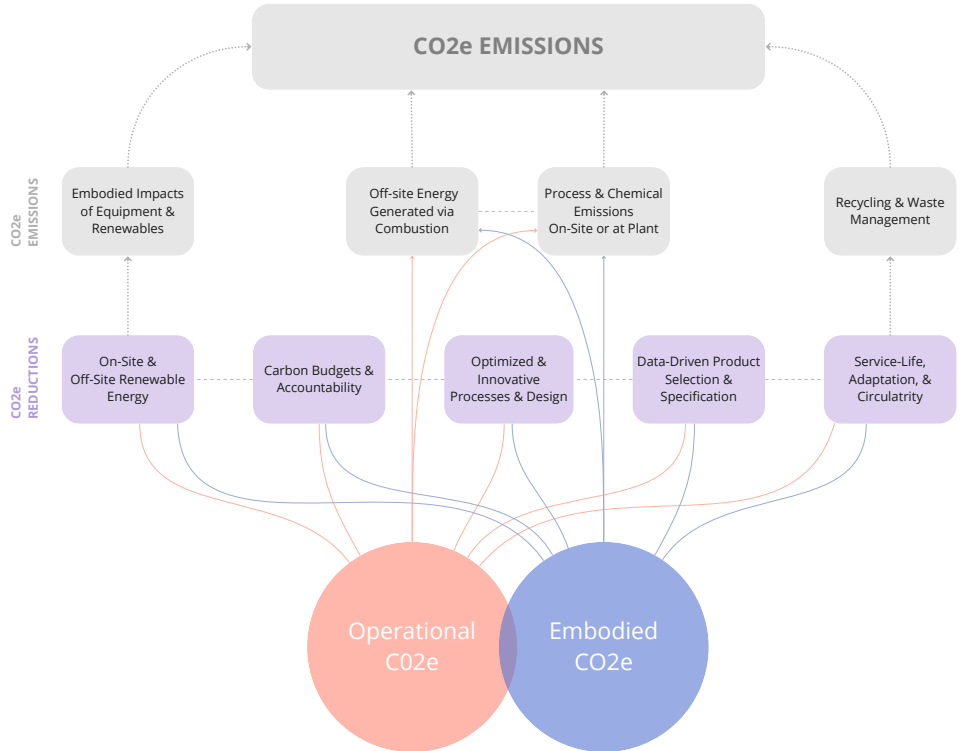 CO2e EMISSIONS
CO2e
EMISSIONS
Embodied Impacts
of Equipment &
Renewables
Off-site Energy
Generated via
Combustion
Process & Chemical
Emissions
On-Site or at Plant
Recycling & Waste
Management
CO2e
REDUCTIONS
On-Site &
Off-Site Renewable
Energy
Carbon Budgets &
Accountability
Optimized &
Innovative
Processes & Design
Data-Driven Product
Selection &
Specification
Service-Life,
Adaptation, &
Circulatrity
Operational
C02e
Embodied
CO2e